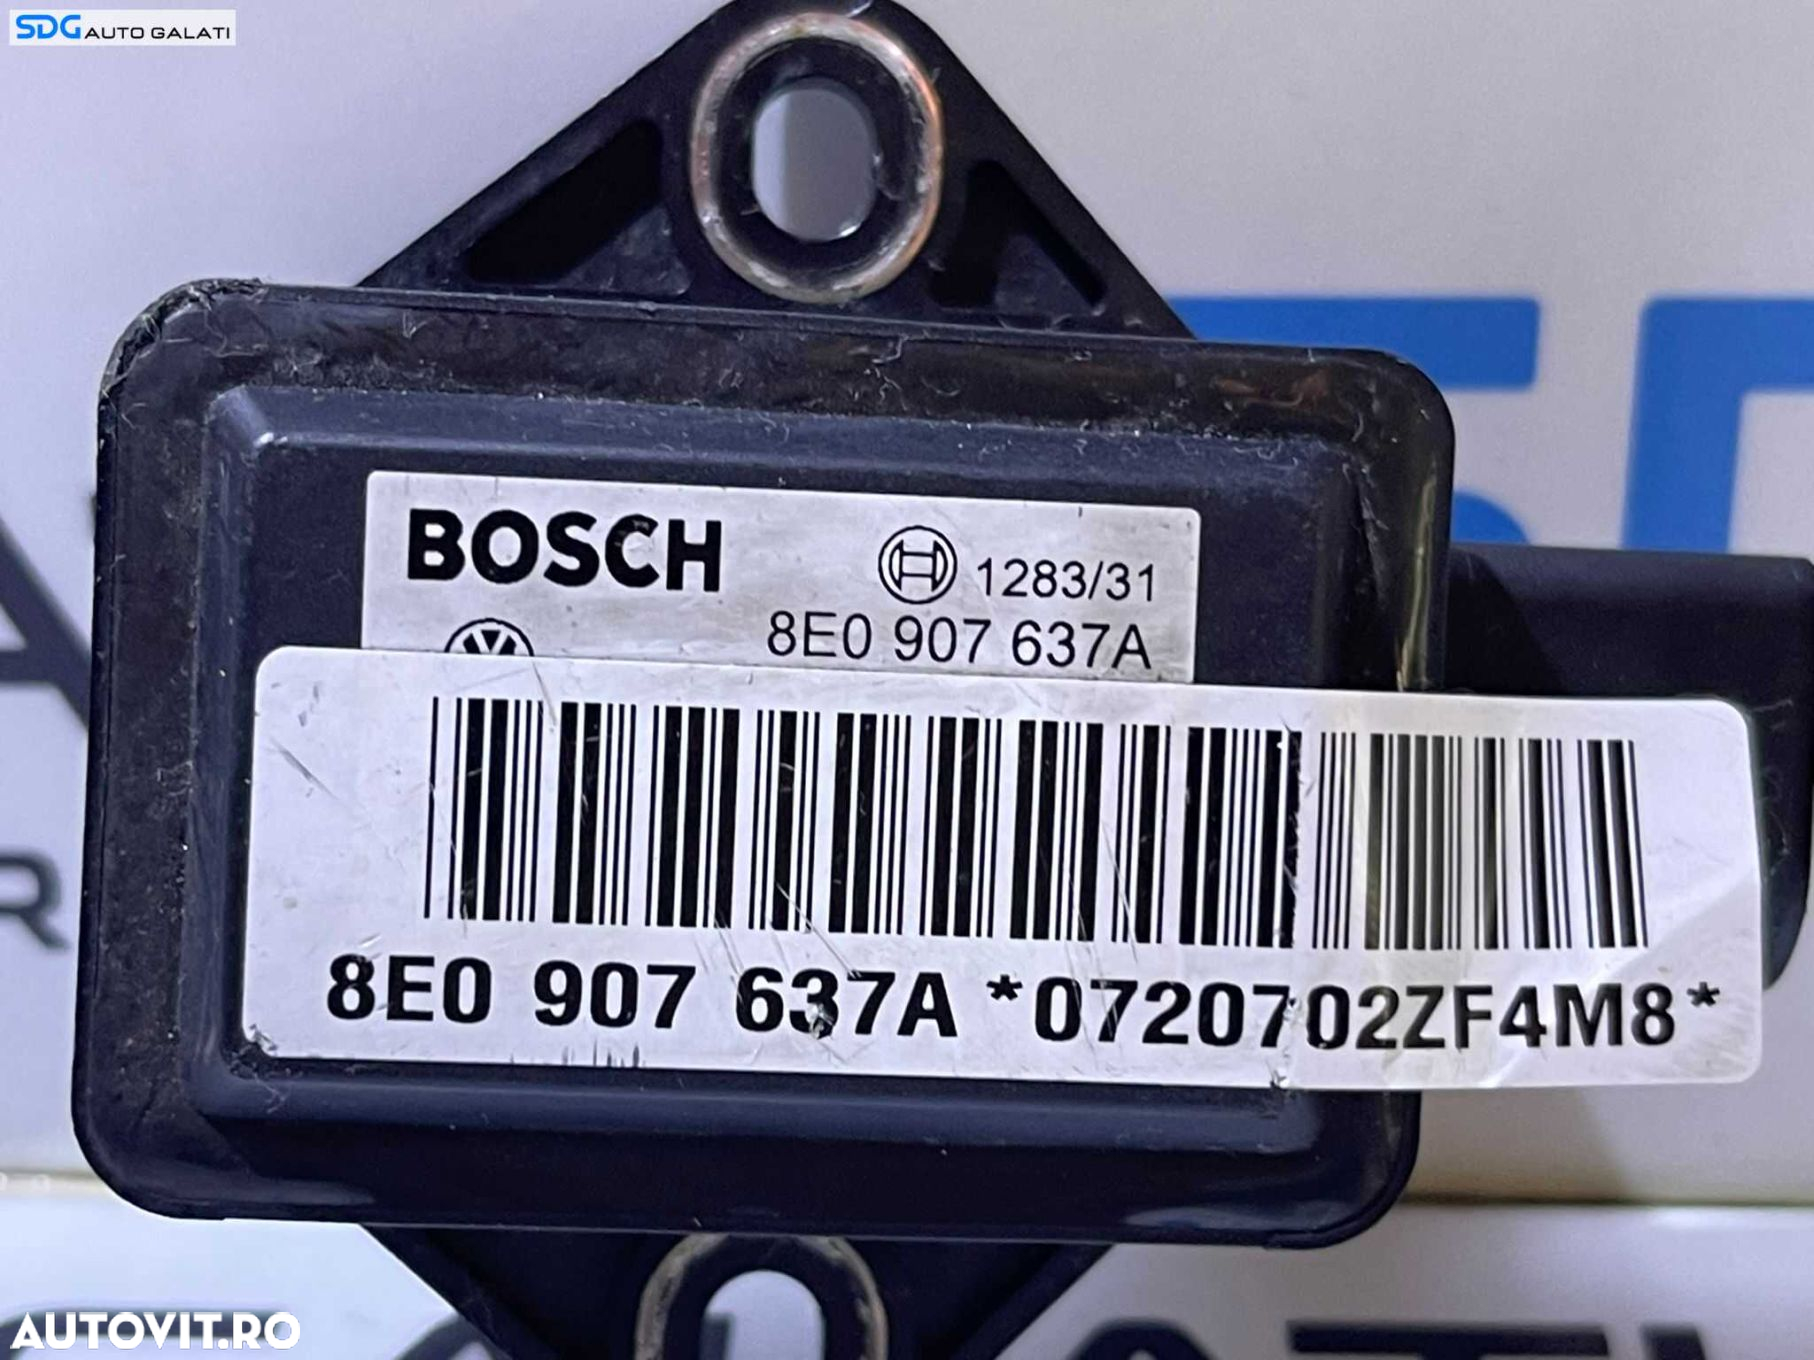 SDG AUTO GALATI
BOSCH
1283/31
8E0 907 637A
8E0 907 637A *0720702ZF4M8*
AUTOVIT.RO